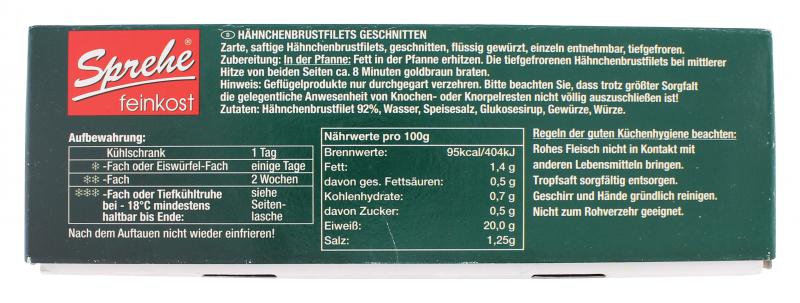 Sprehe®
feinkost
D HÄHNCHENBRUSTFILETS GESCHNITTEN
Zarte, saftige Hähnchenbrustfilets, geschnitten, flüssig gewürzt, einzeln entnehmbar, tiefgefroren.
Zubereitung: In der Pfanne: Fett in der Pfanne erhitzen. Die tiefgefrorenen Hähnchenbrustfilets bei mittlerer
Hitze von beiden Seiten ca. 8 Minuten goldbraun braten.
Hinweis: Geflügelprodukte nur durchgegart verzehren. Bitte beachten Sie, dass trotz größter Sorgfalt
die gelegentliche Anwesenheit von Knochen- oder Knorpelresten nicht völlig auszuschließen ist!
Zutaten: Hähnchenbrustfilet 92%, Wasser, Speisesalz, Glukosesirup, Gewürze, Würze.
Aufbewahrung:
Kühlschrank 1 Tag
*-Fach oder Eiswürfel-Fach einige Tage
**-Fach 2 Wochen
***-Fach oder Tiefkühltruhe siehe
bei - 18°C mindestens Seiten-
haltbar bis Ende: lasche
Nach dem Auftauen nicht wieder einfrieren!
Nährwerte pro 100g
Brennwerte: 95kcal/404kJ
Fett: 1,4 g
davon ges. Fettsäuren: 0,5 g
Kohlenhydrate: 0,7 g
davon Zucker: 0,5 g
Eiweiß: 20,0 g
Salz: 1,25g
Regeln der guten Küchenhygiene beachten:
Rohes Fleisch nicht in Kontakt mit
anderen Lebensmitteln bringen.
Tropfsaft sorgfältig entsorgen.
Geschirr und Hände gründlich reinigen.
Nicht zum Rohverzehr geeignet.